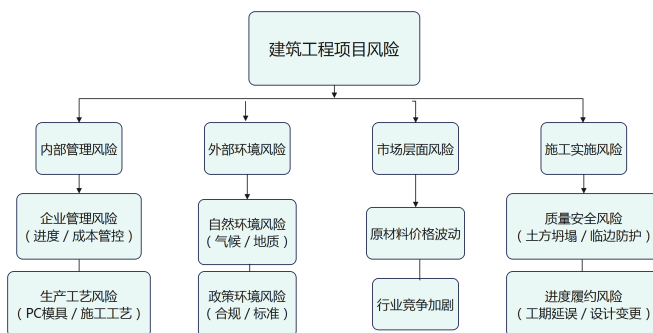 建筑工程项目风险
内部管理风险
外部环境风险
市场层面风险
施工实施风险
企业管理风险
（进度 / 成本管控）
自然环境风险
（气候 / 地质）
原材料价格波动
质量安全风险
（土方坍塌 / 临边防护）
生产工艺风险
（PC模具 / 施工工艺）
政策环境风险
（合规 / 标准）
行业竞争加剧
进度履约风险
（工期延误 / 设计变更）